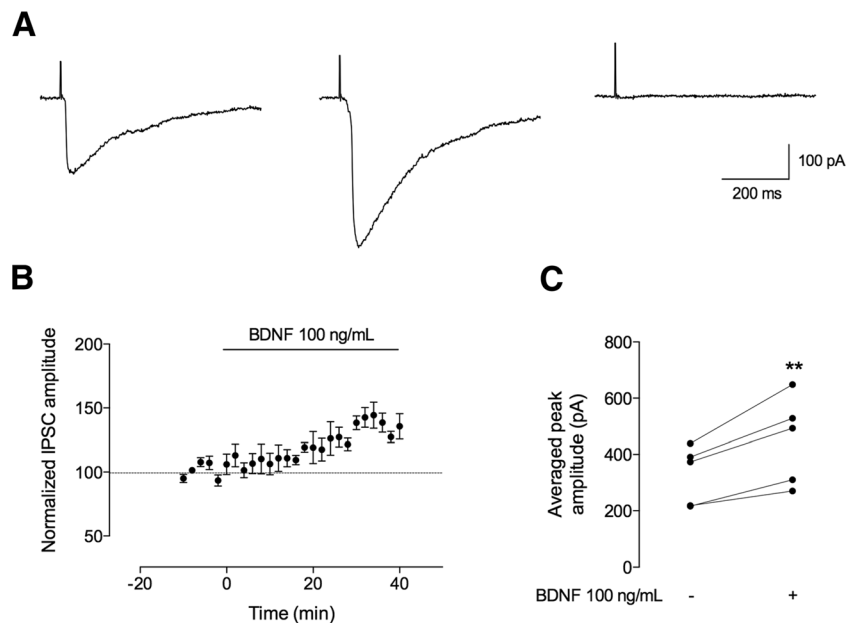 A
100 pA
200 ms
B
C
BDNF 100 ng/mL
Normalized IPSC amplitude
200
150
100
50
-20
0
20
40
Time (min)
Averaged peak
amplitude (pA)
800
600
400
200
0
**
BDNF 100 ng/mL - +